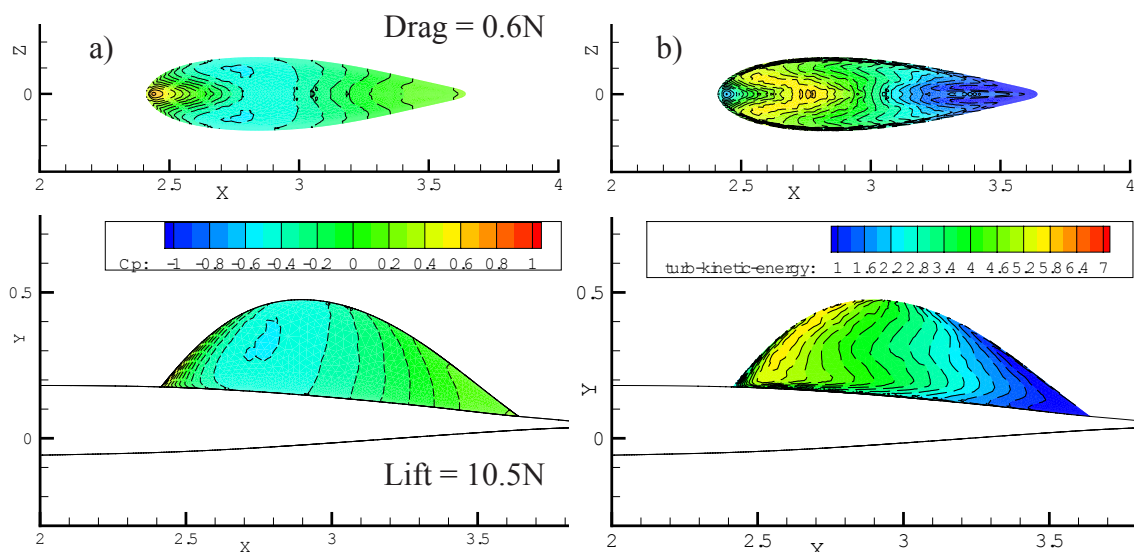 a)
Drag = 0.6N
b)
Z
0
2 2.5 3 3.5 4
X
Z
0
2 2.5 3 3.5 4
X
Cp: -1 -0.8 -0.6 -0.4 -0.2 0 0.2 0.4 0.6 0.8 1
turb-kinetic-energy: 1 1.6 2.2 2.8 3.4 4 4.6 5.2 5.8 6.4 7
0.5
Y
0
Lift = 10.5N
2 2.5 3 3.5
X
0.5
Y
0
2 2.5 3 3.5
X